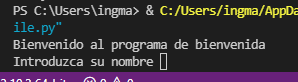 PS C:\Users\ingma> & C:/Users/ingma/AppDa
ile.py"
Bienvenido al programa de bienvenida
Introduzca su nombre